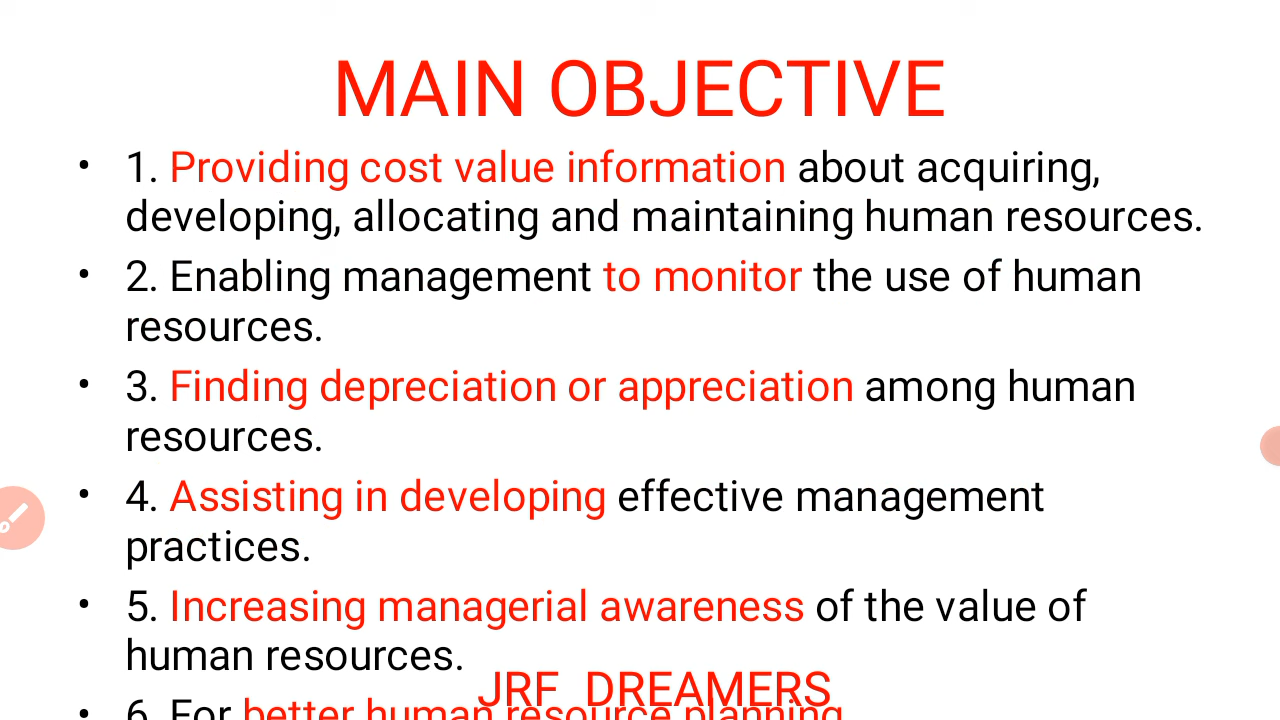 MAIN OBJECTIVE
• 1. Providing cost value information about acquiring,
developing, allocating and maintaining human resources.
• 2. Enabling management to monitor the use of human
resources.
• 3. Finding depreciation or appreciation among human
resources.
• 4. Assisting in developing effective management
practices.
• 5. Increasing managerial awareness of the value of
human resources.
JRF DREAMERS
• 6. For better human resource planning